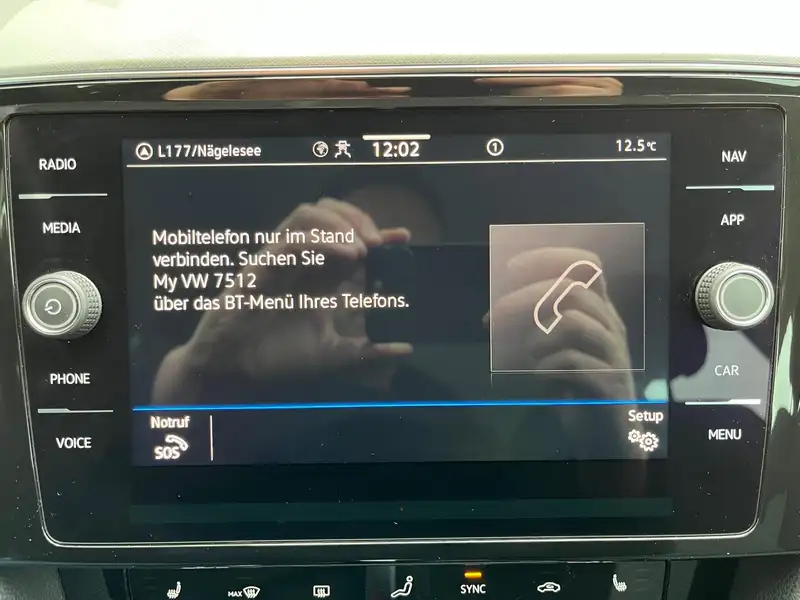 RADIO
MEDIA
PHONE
VOICE
L177/Nägelesee
12:02
1
12.5°C
Mobiltelefon nur im Stand
verbinden. Suchen Sie
My VW 7512
über das BT-Menü Ihres Telefons.
Notruf
SOS
Setup
NAV
APP
CAR
MENU
MAX
SYNC